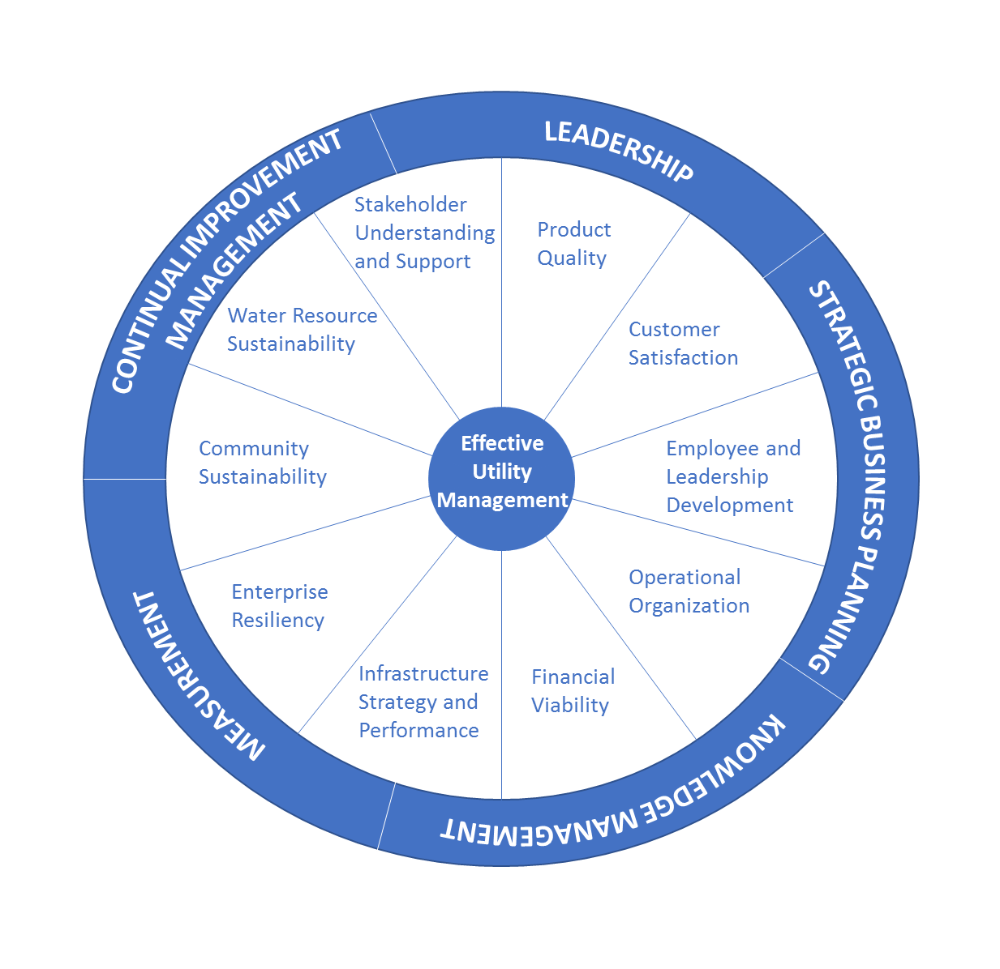 LEADERSHIP
STRATEGIC BUSINESS PLANNING
KNOWLEDGE MANAGEMENT
MEASUREMENT
CONTINUAL IMPROVEMENT
MANAGEMENT
Product
Quality
Customer
Satisfaction
Employee and
Leadership
Development
Operational
Organization
Financial
Viability
Infrastructure
Strategy and
Performance
Enterprise
Resiliency
Community
Sustainability
Water Resource
Sustainability
Stakeholder
Understanding
and Support
Effective
Utility
Management